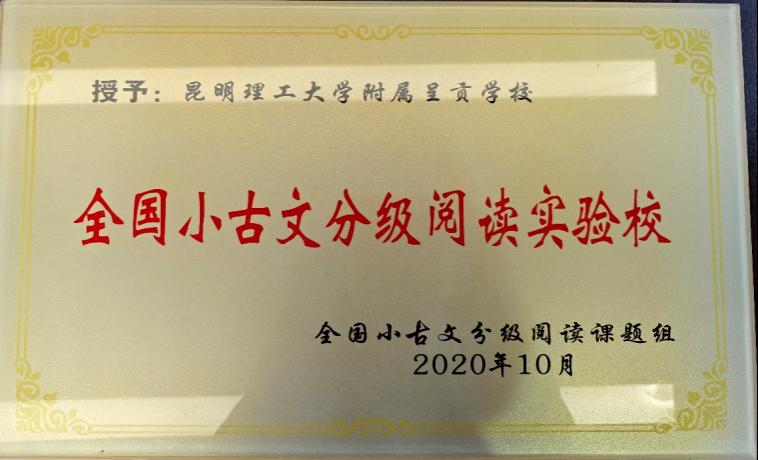 授予：昆明理工大学附属呈贡学校
全国小古文分级阅读实验校
全国小古文分级阅读课题组
2020年10月